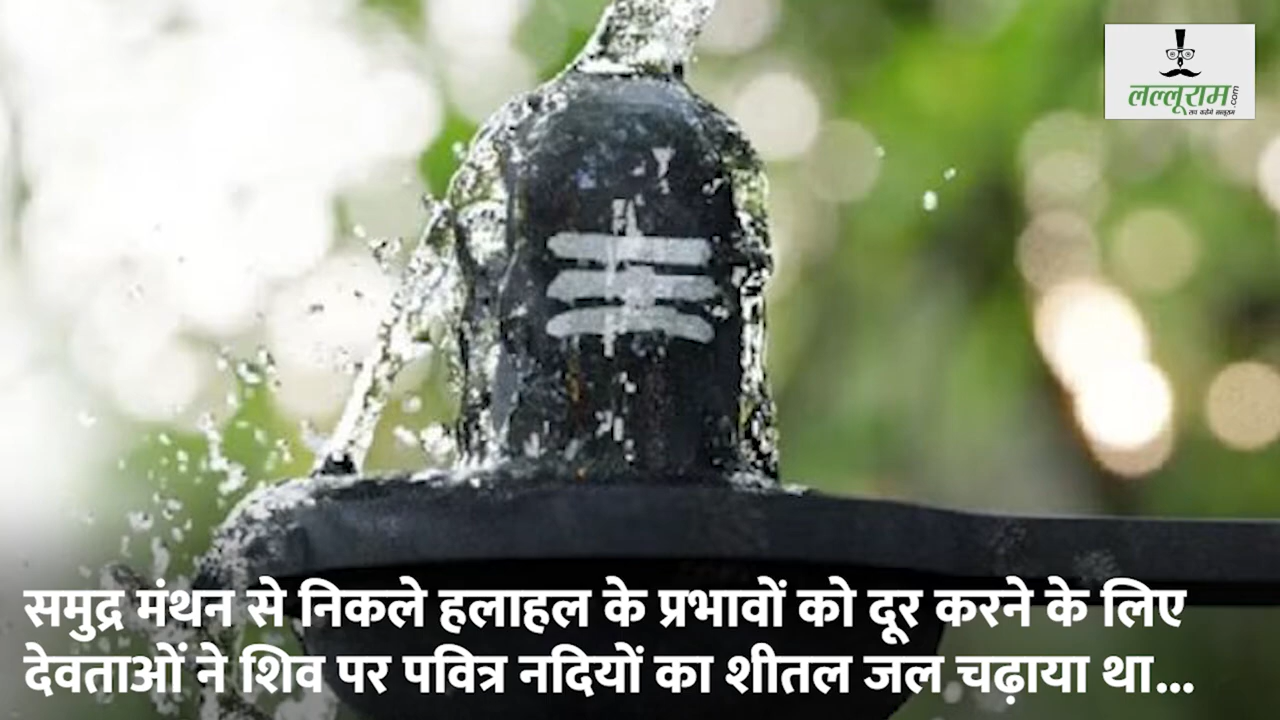 लल्लूराम.com
समुद्र मंथन से निकले हलाहल के प्रभावों को दूर करने के लिए
देवताओं ने शिव पर पवित्र नदियों का शीतल जल चढ़ाया था...